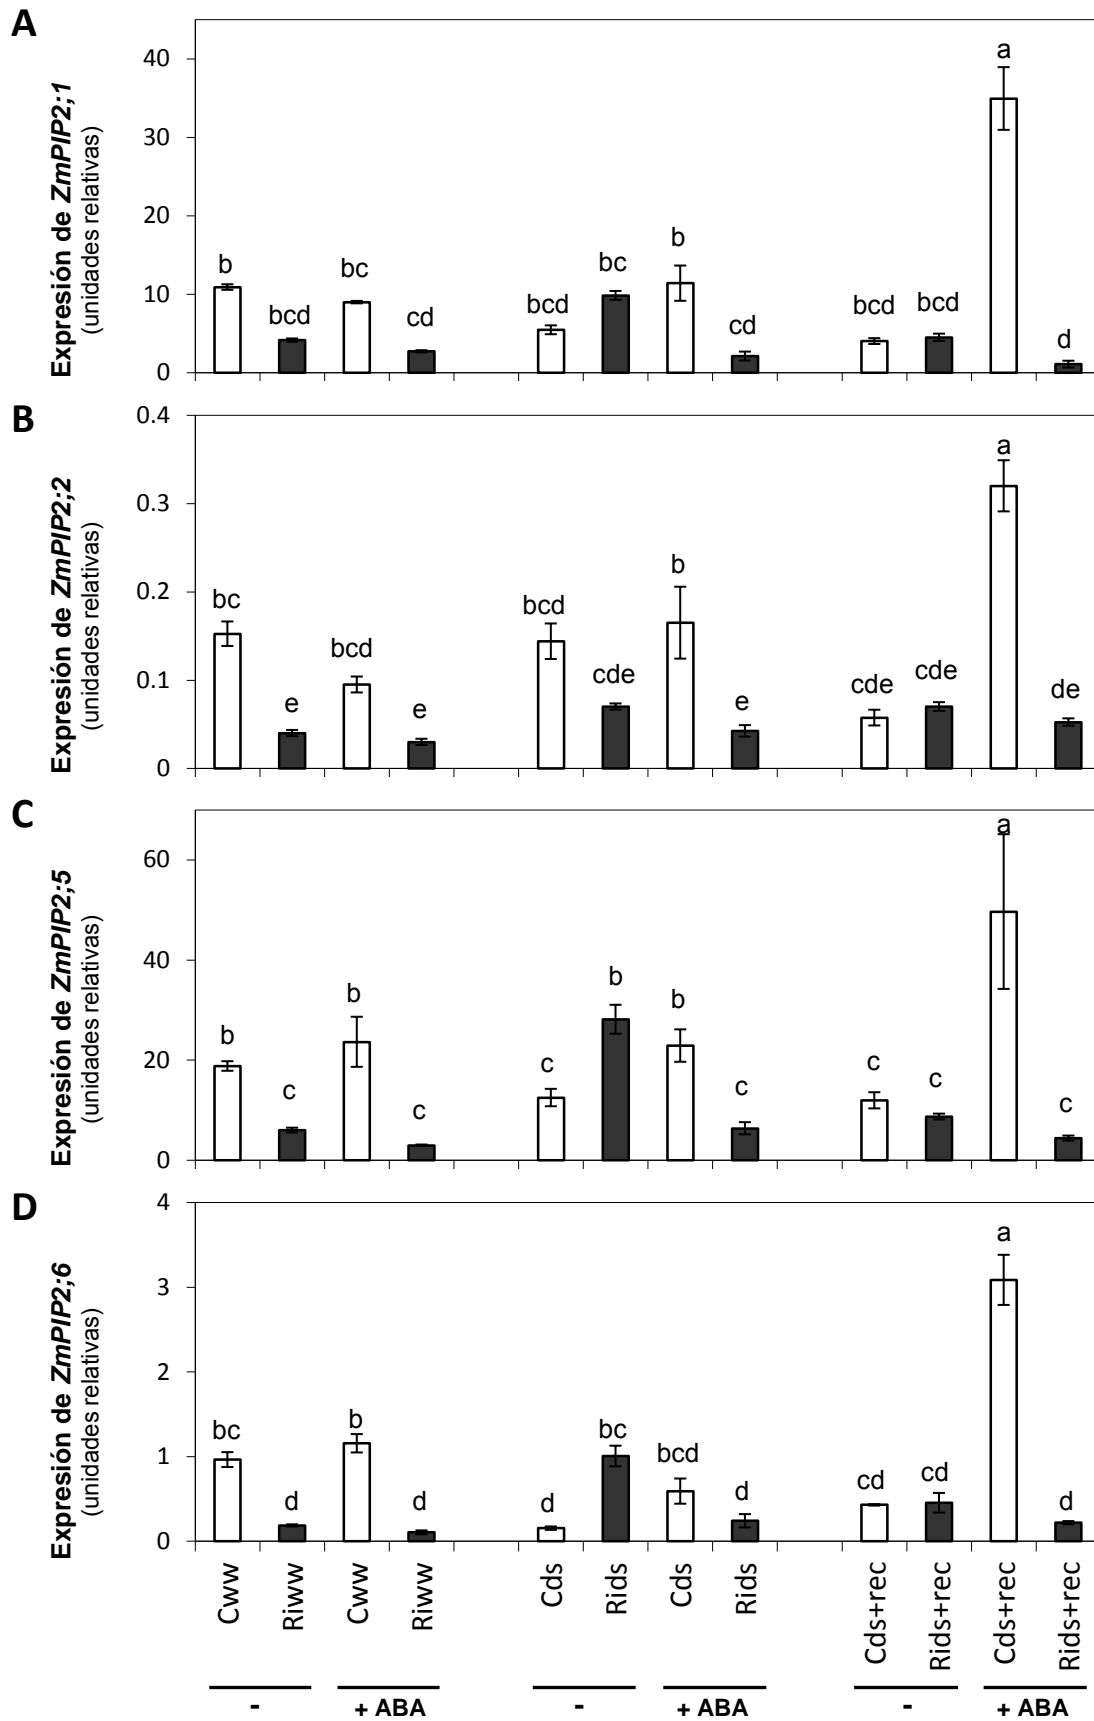 A
Expresión de ZmPIP2;1
(unidades relativas)
40
30
20
10
0
b
bcd
bc
cd
bcd
bc
b
cd
bcd
bcd
a
d
B
Expresión de ZmPIP2;2
(unidades relativas)
0.4
0.3
0.2
0.1
0
bc
e
bcd
e
bcd
cde
b
e
cde
cde
a
de
C
Expresión de ZmPIP2;5
(unidades relativas)
60
40
20
0
b
c
b
c
c
b
b
c
c
c
a
c
D
Expresión de ZmPIP2;6
(unidades relativas)
4
3
2
1
0
bc
d
b
d
d
bc
bcd
d
cd
cd
a
d
Cww
Riww
Cww
Riww
Cds
Rids
Cds
Rids
Cds+rec
Rids+rec
Cds+rec
Rids+rec
-
+ ABA
-
+ ABA
-
+ ABA